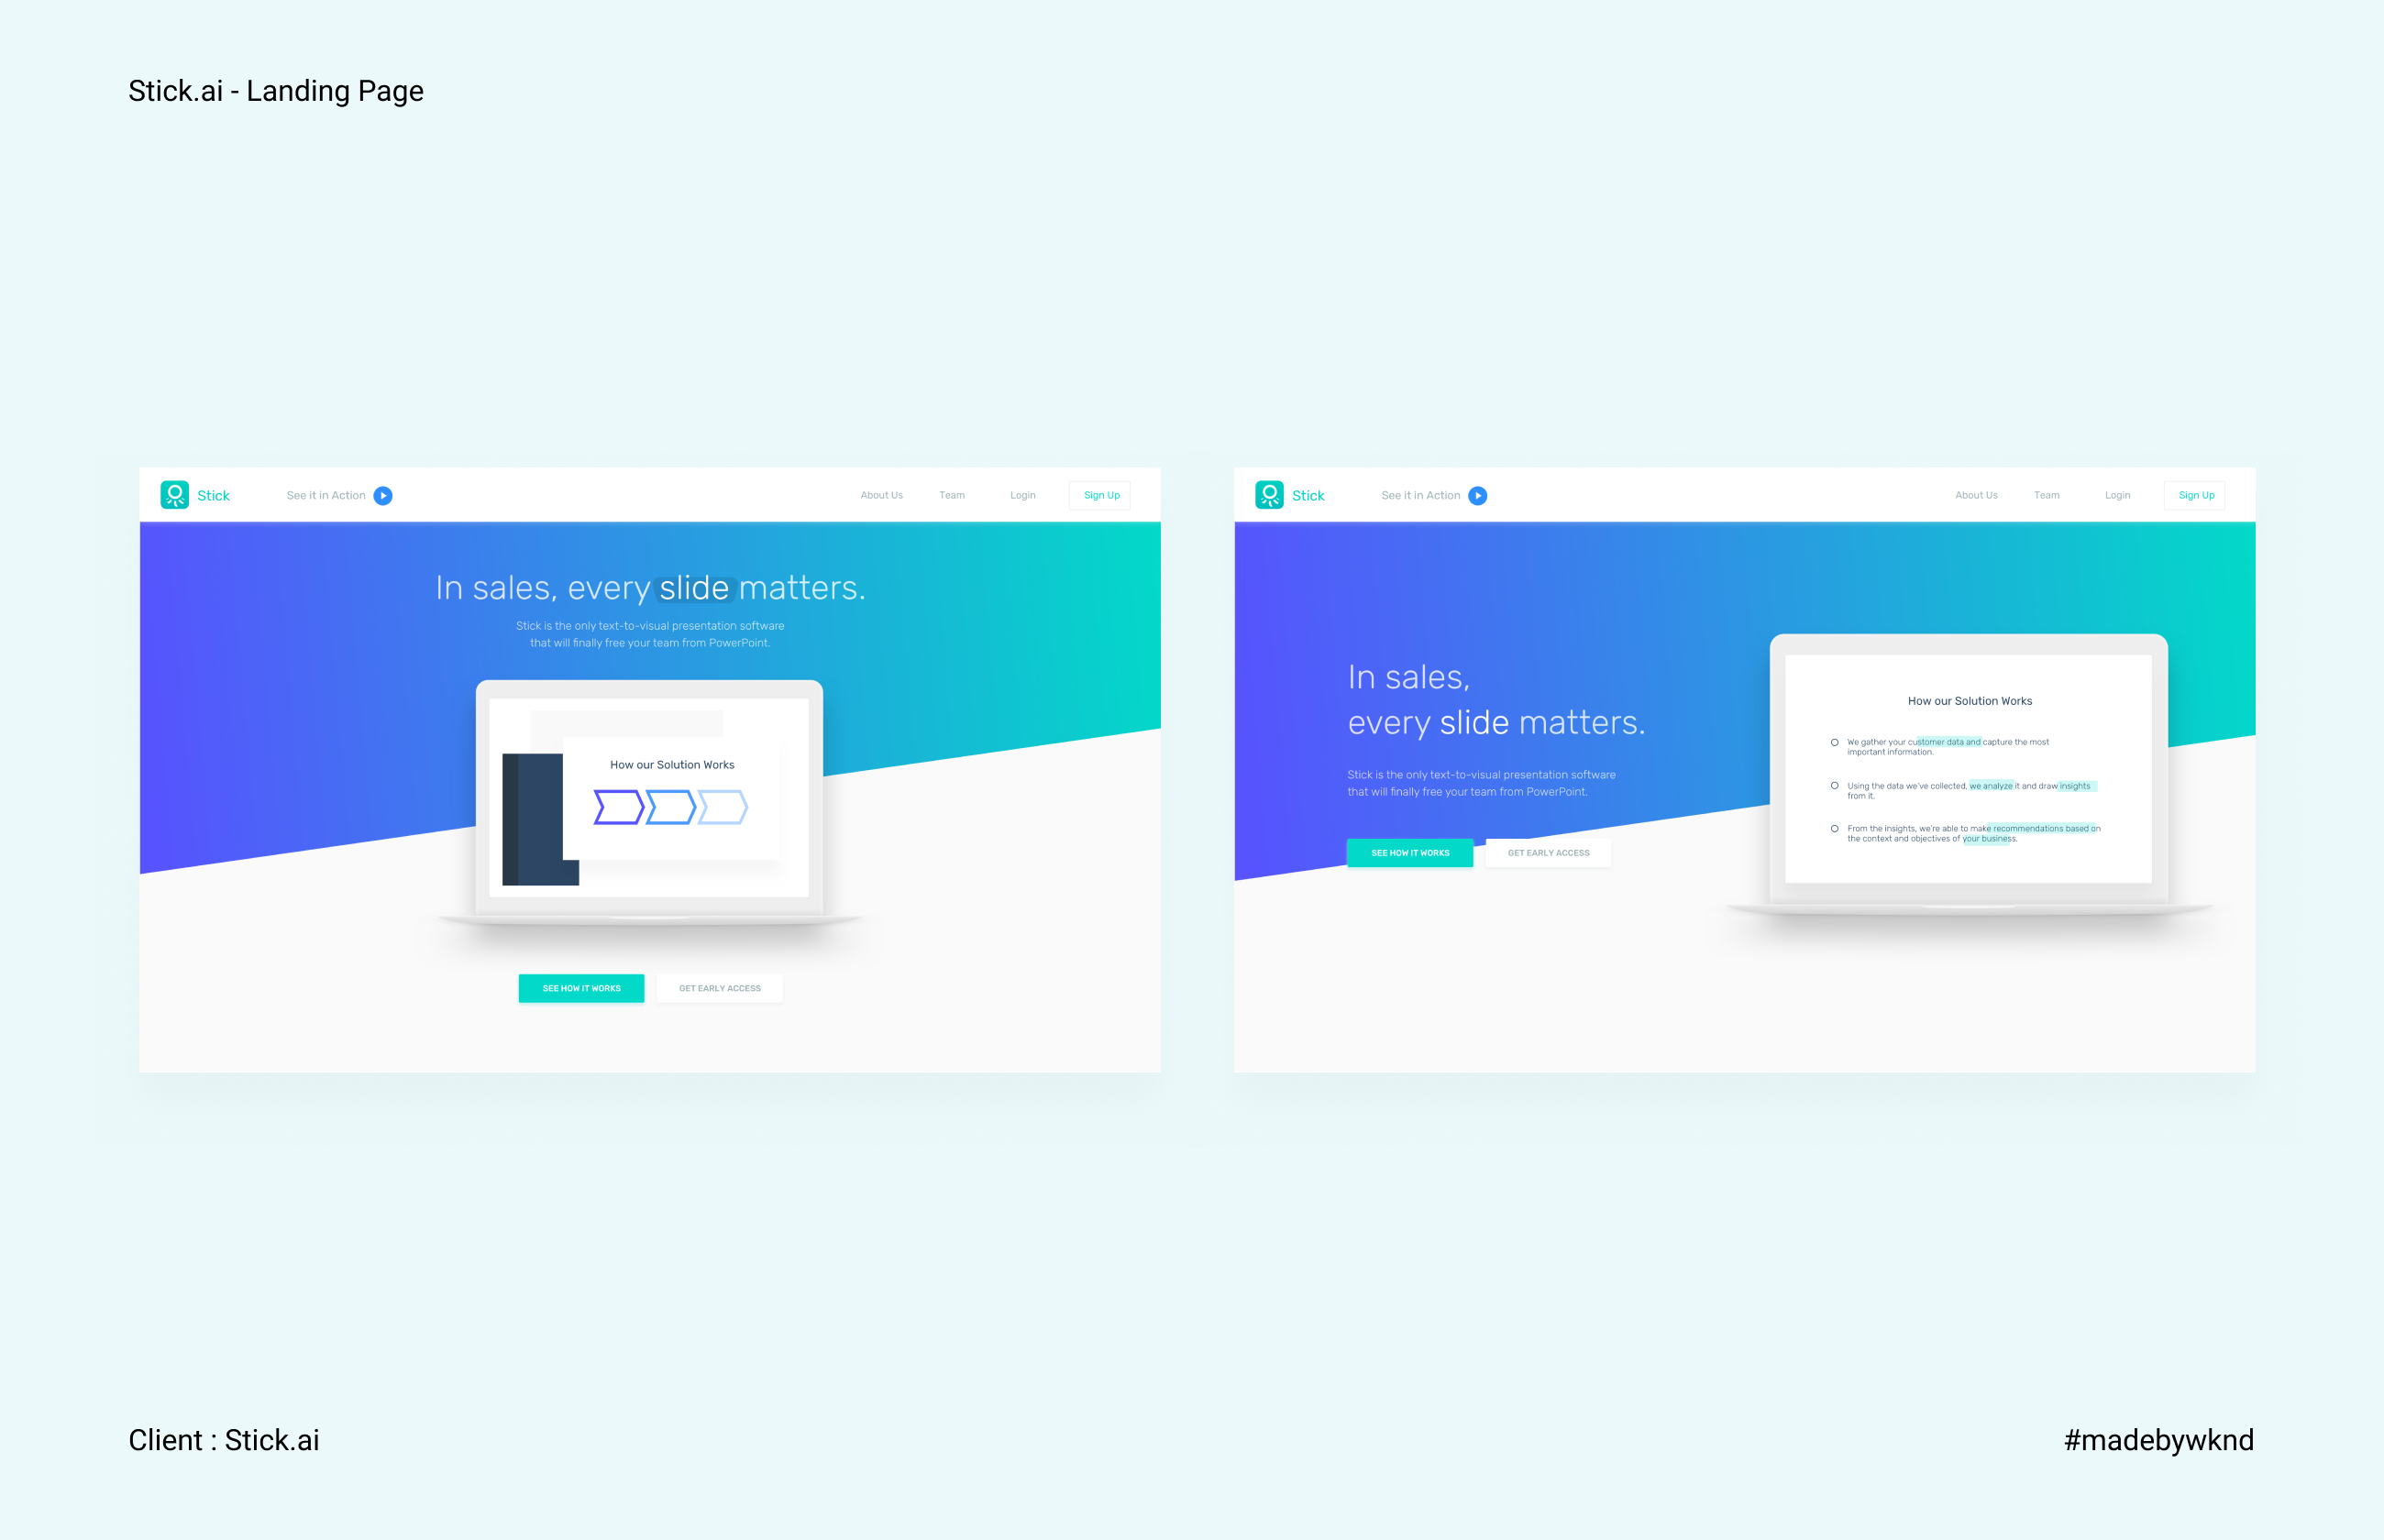 Stick.ai - Landing Page
Stick
See it in Action
About Us
Team
Login
Sign Up
In sales, every slide matters.
Stick is the only text-to-visual presentation software
that will finally free your team from PowerPoint.
How our Solution Works
SEE HOW IT WORKS
GET EARLY ACCESS
Stick
See it in Action
About Us
Team
Login
Sign Up
In sales,
every slide matters.
Stick is the only text-to-visual presentation software
that will finally free your team from PowerPoint.
SEE HOW IT WORKS
GET EARLY ACCESS
How our Solution Works
We gather your customer data and capture the most
important information.
Using the data we've collected, we analyze it and draw insights
from it.
From the insights, we're able to make recommendations based on
the context and objectives of your business.
Client : Stick.ai
#madebywknd